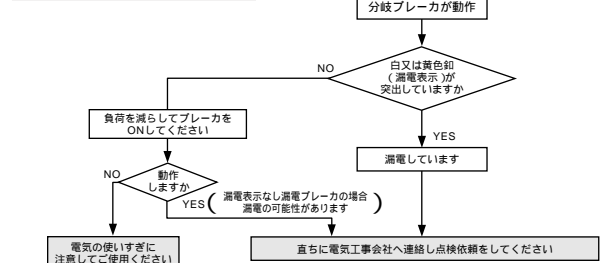 分岐ブレーカが動作
NO
白又は黄色釦
(漏電表示)が
突出していますか
負荷を減らしてブレーカを
ONしてください
YES
漏電しています
NO
動作
しますか
YES
漏電表示なし漏電ブレーカの場合
漏電の可能性があります
電気の使いすぎに
注意してご使用ください
直ちに電気工事会社へ連絡し点検依頼をしてください